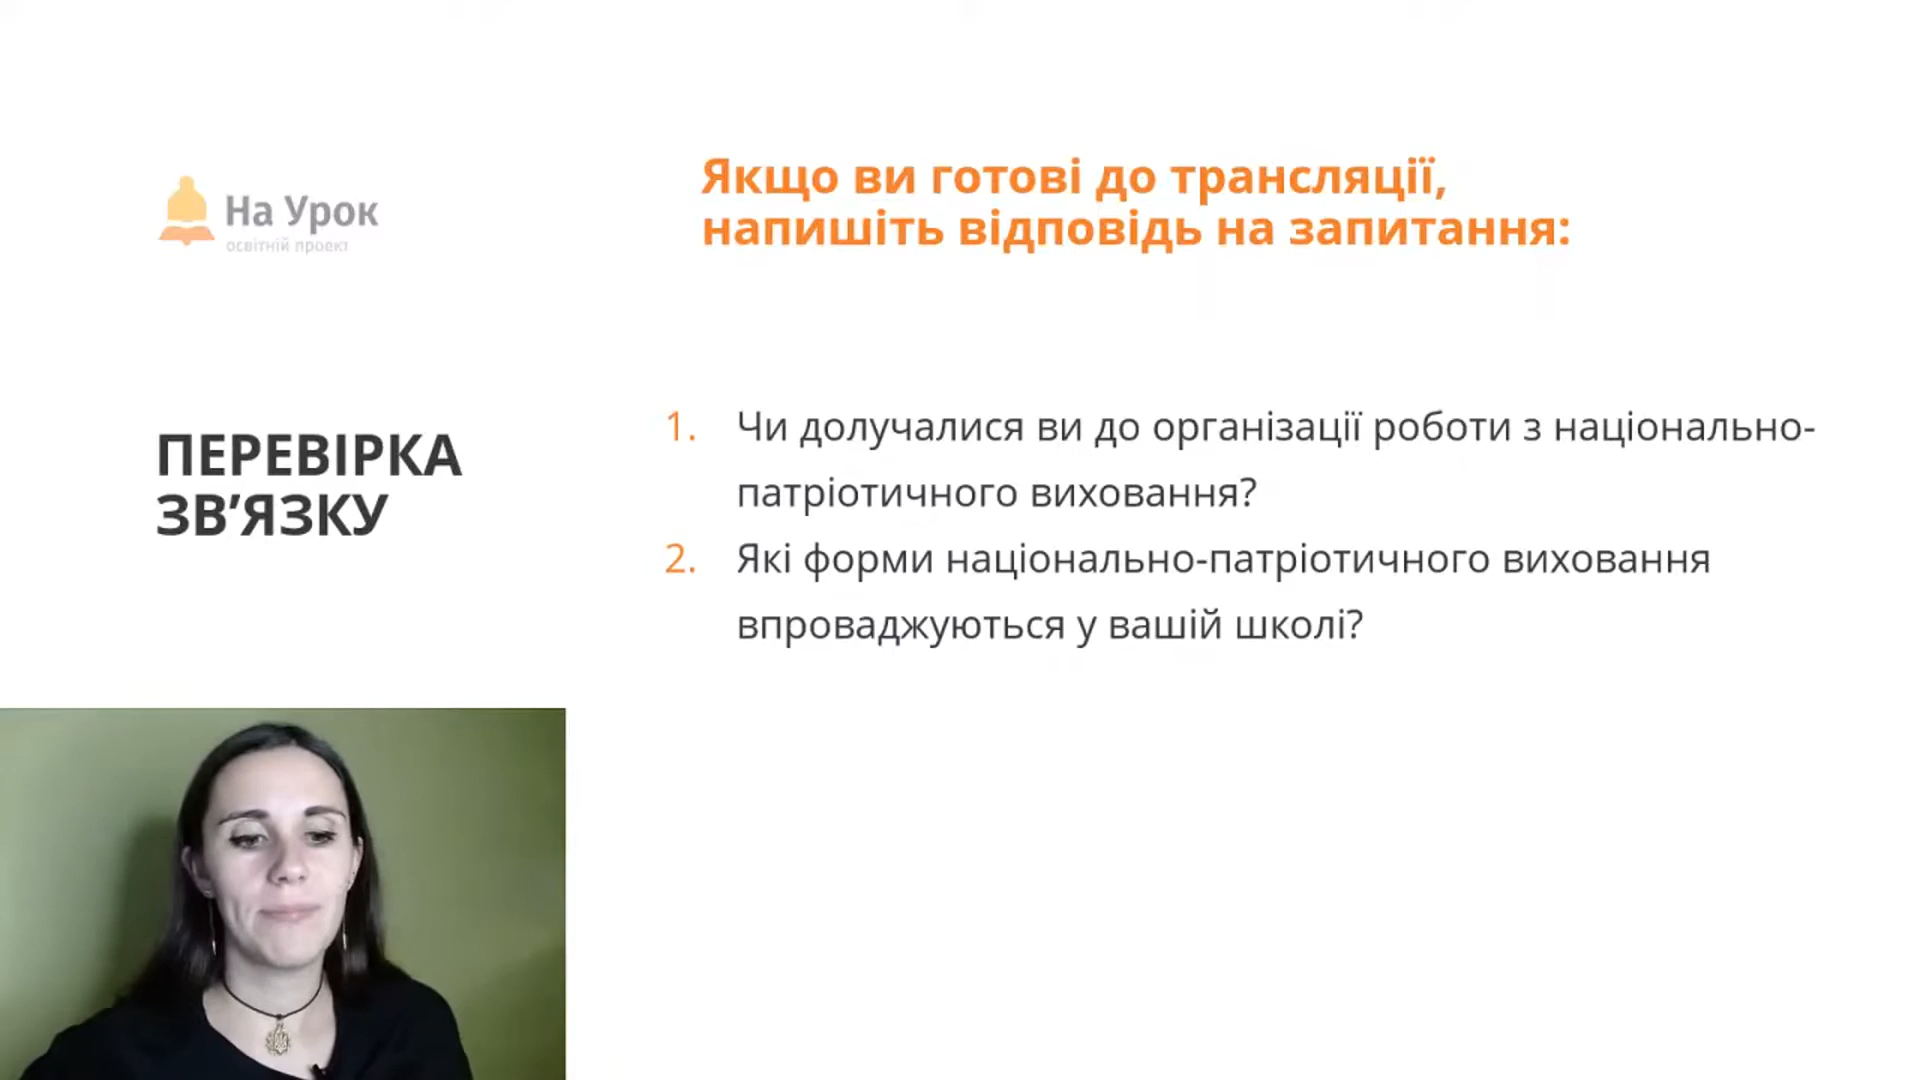 На Урок
освітній проект
Якщо ви готові до трансляції,
напишіть відповідь на запитання:
ПЕРЕВІРКА
ЗВ’ЯЗКУ
1. Чи долучалися ви до організації роботи з національно-
патріотичного виховання?
2. Які форми національно-патріотичного виховання
впроваджуються у вашій школі?